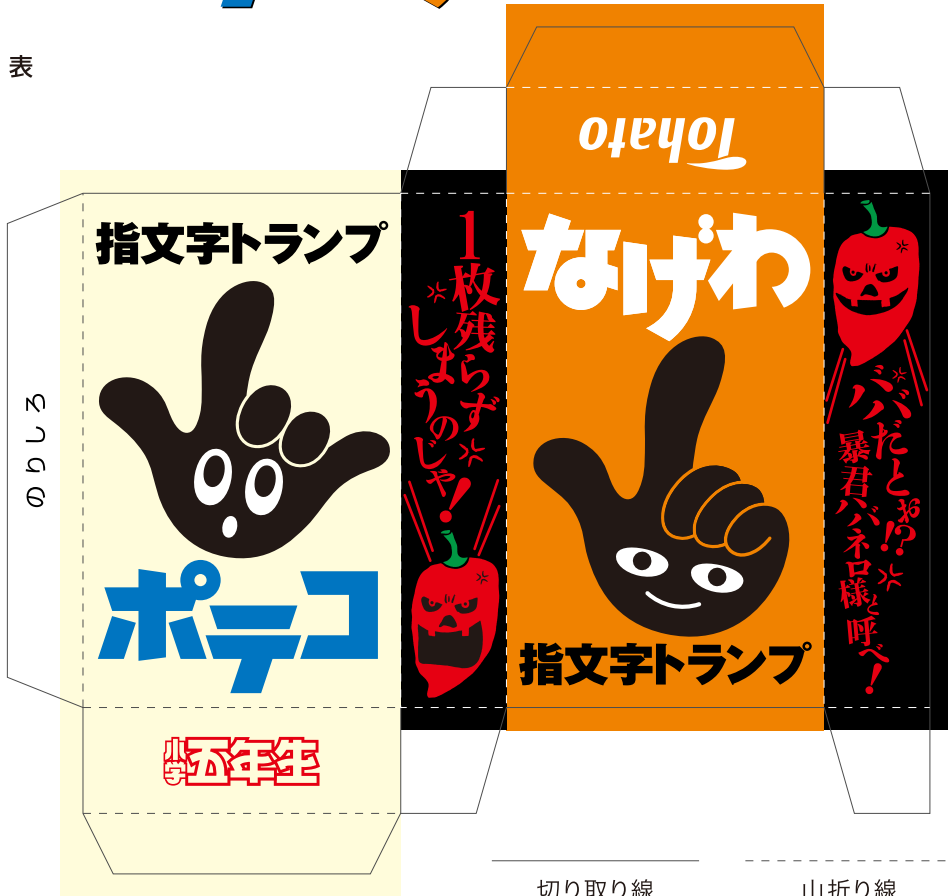 表
のりしろ
指文字トランプ
ポテコ
小学五年生
1枚残らず
しまうのじゃ!
Tohato
なげわ
指文字トランプ
ババだとぉ!?
暴君ハバネロ様と呼べ!
切り取り線
山折り線